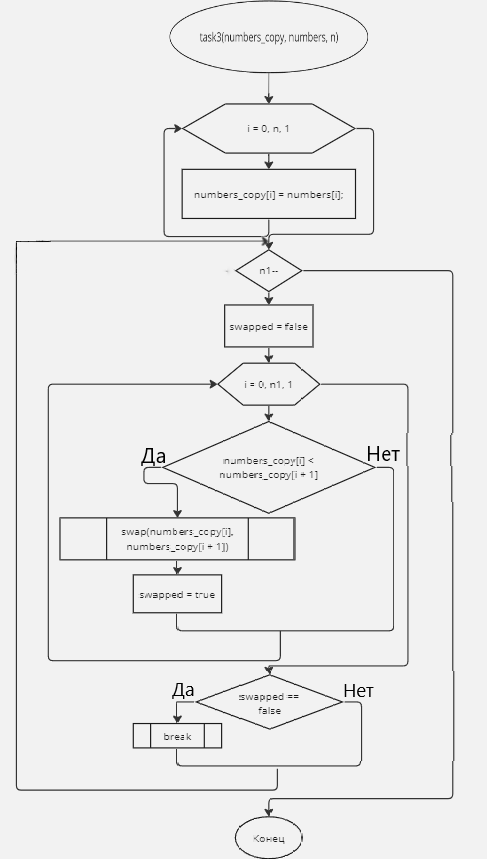 task3(numbers_copy, numbers, n)
i = 0, n, 1
numbers_copy[i] = numbers[i];
n1--
swapped = false
i = 0, n1, 1
Да
Нет
numbers_copy[i] <
numbers_copy[i + 1]
swap(numbers_copy[i],
numbers_copy[i + 1])
swapped = true
Да
Нет
swapped ==
false
break
Конец